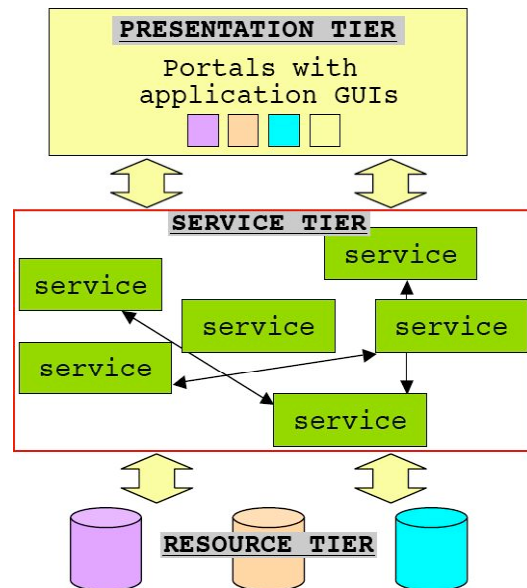 PRESENTATION TIER
Portals with
application GUIs
SERVICE TIER
service
service
service
service
service
service
RESOURCE TIER